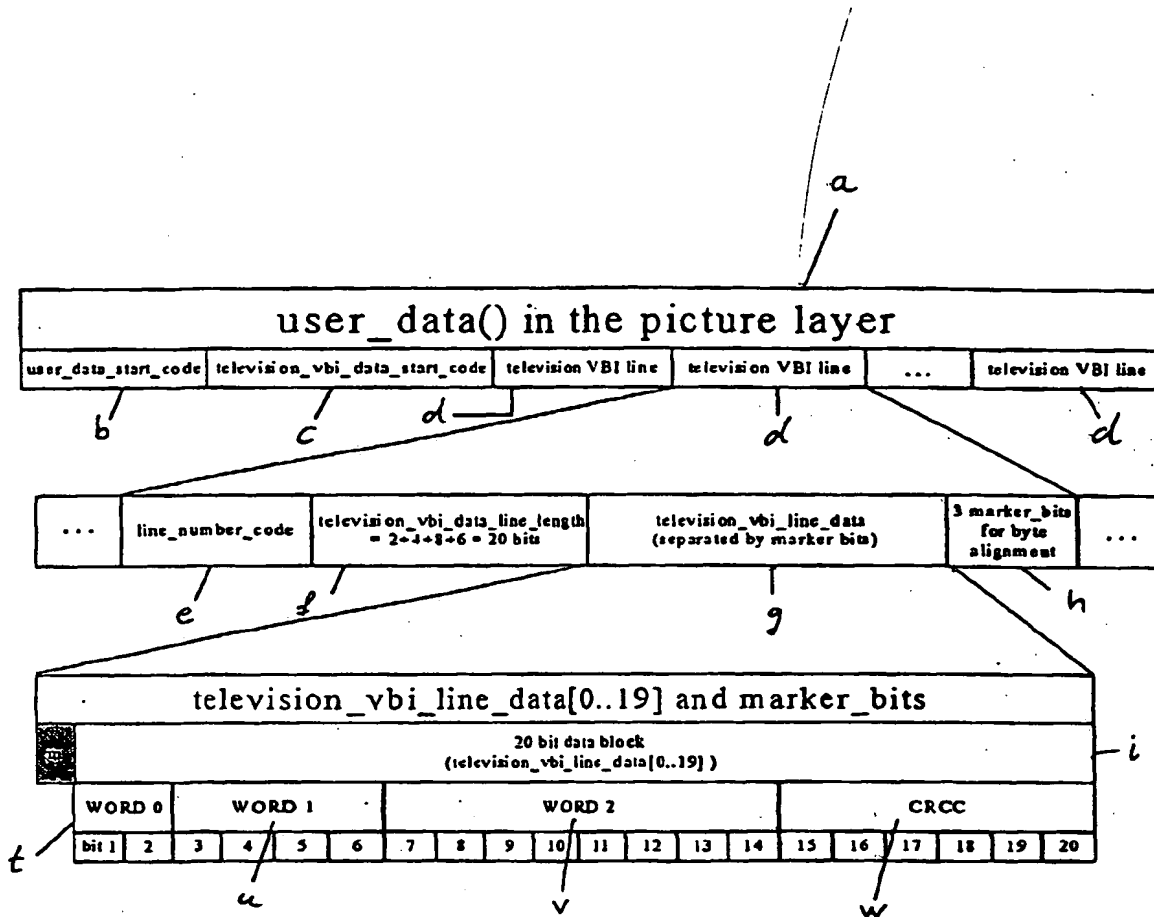 a
user_data() in the picture layer
user_data_start_code television_vbi_data_start_code television VBI line television VBI line ... television VBI line
b c d d d
... line_number_code television_vbi_data_line_length = 2+4+8+6 = 20 bits television_vbi_line_data (separated by marker bits) 3 marker_bits for byte alignment ...
e f g h
television_vbi_line_data[0..19] and marker_bits
20 bit data block
(television_vbi_line_data[0..19])
i
WORD 0 WORD 1 WORD 2 CRCC
bit 1 2 3 4 5 6 7 8 9 10 11 12 13 14 15 16 17 18 19 20
t u v w